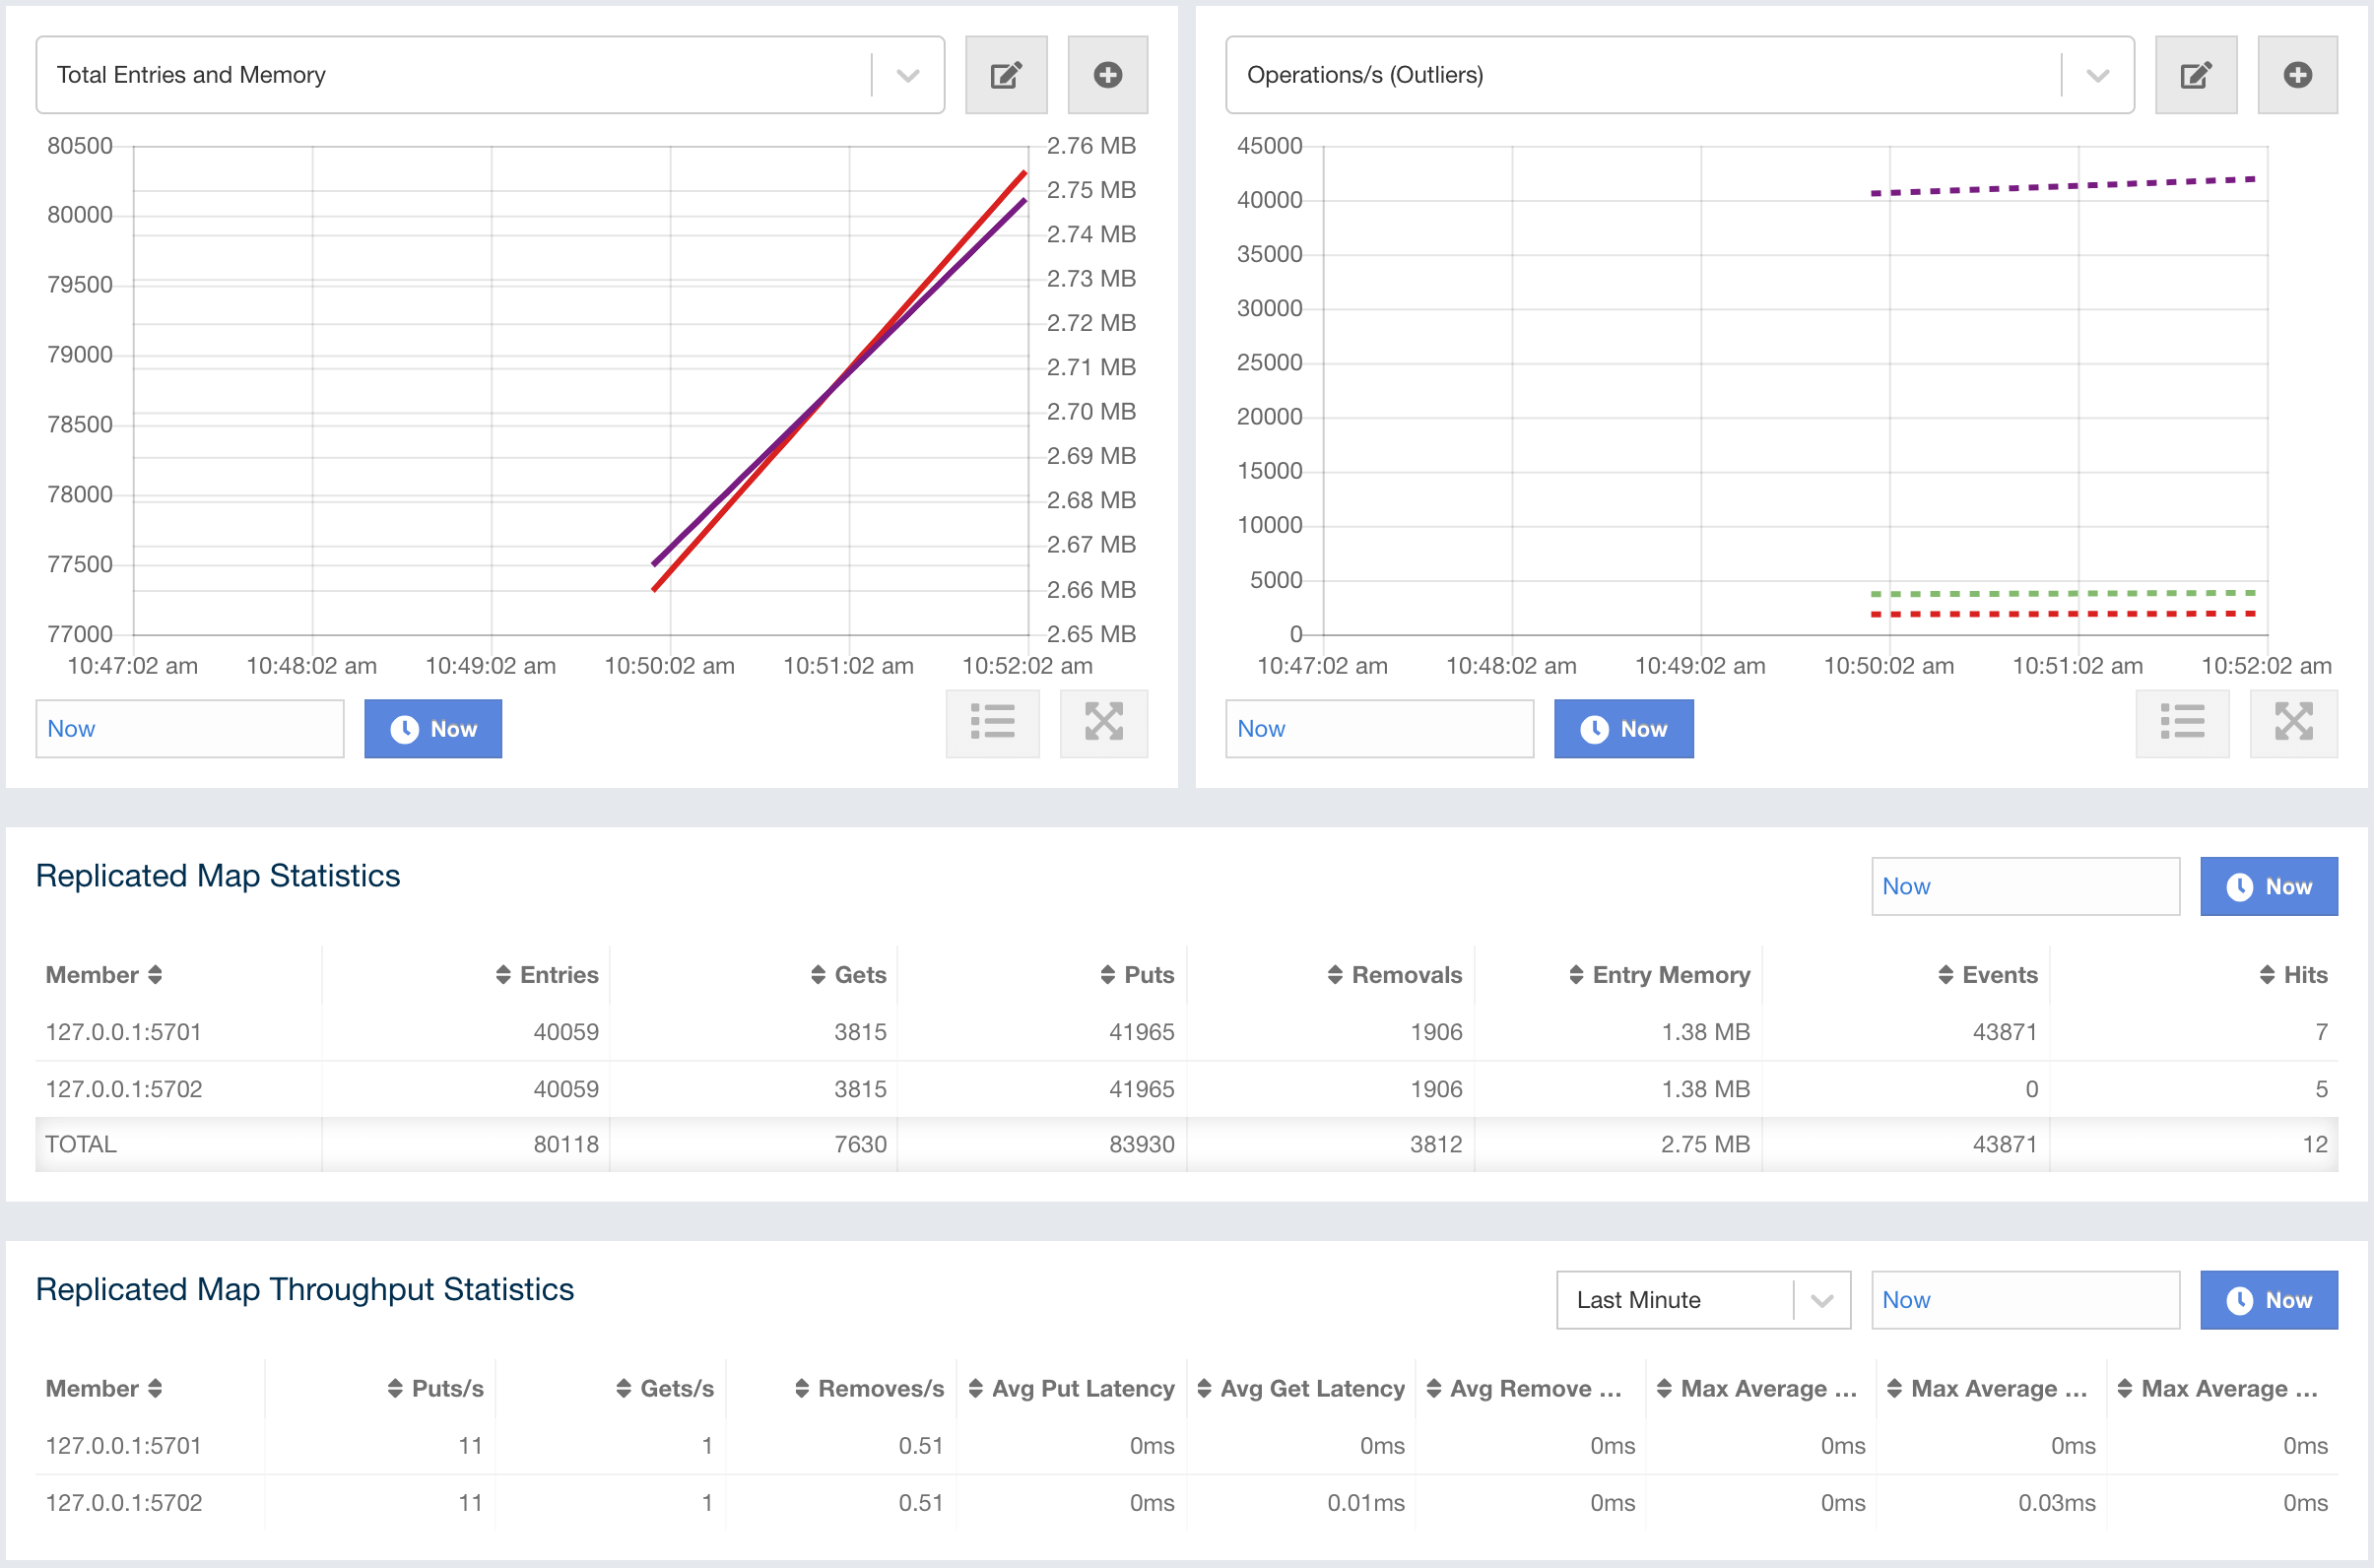 Total Entries and Memory
80500
80000
79500
79000
78500
78000
77500
77000
2.76 MB
2.75 MB
2.74 MB
2.73 MB
2.72 MB
2.71 MB
2.70 MB
2.69 MB
2.68 MB
2.67 MB
2.66 MB
2.65 MB
10:47:02 am 10:48:02 am 10:49:02 am 10:50:02 am 10:51:02 am 10:52:02 am
Now Now
Operations/s (Outliers)
45000
40000
35000
30000
25000
20000
15000
10000
5000
0
10:47:02 am 10:48:02 am 10:49:02 am 10:50:02 am 10:51:02 am 10:52:02 am
Now Now
Replicated Map Statistics Now Now
Member Entries Gets Puts Removals Entry Memory Events Hits
127.0.0.1:5701 40059 3815 41965 1906 1.38 MB 43871 7
127.0.0.1:5702 40059 3815 41965 1906 1.38 MB 0 5
TOTAL 80118 7630 83930 3812 2.75 MB 43871 12
Replicated Map Throughput Statistics Last Minute Now Now
Member Puts/s Gets/s Removes/s Avg Put Latency Avg Get Latency Avg Remove ... Max Average ... Max Average ... Max Average ...
127.0.0.1:5701 11 1 0.51 0ms 0ms 0ms 0ms 0ms 0ms
127.0.0.1:5702 11 1 0.51 0ms 0.01ms 0ms 0ms 0.03ms 0ms